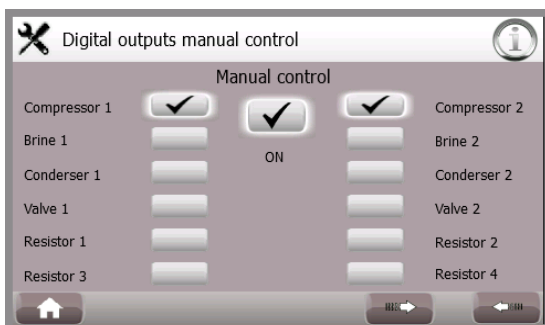 Digital outputs manual control
Manual control
Compressor 1
Compressor 2
Brine 1
Brine 2
ON
Conderser 1
Conderser 2
Valve 1
Valve 2
Resistor 1
Resistor 2
Resistor 3
Resistor 4